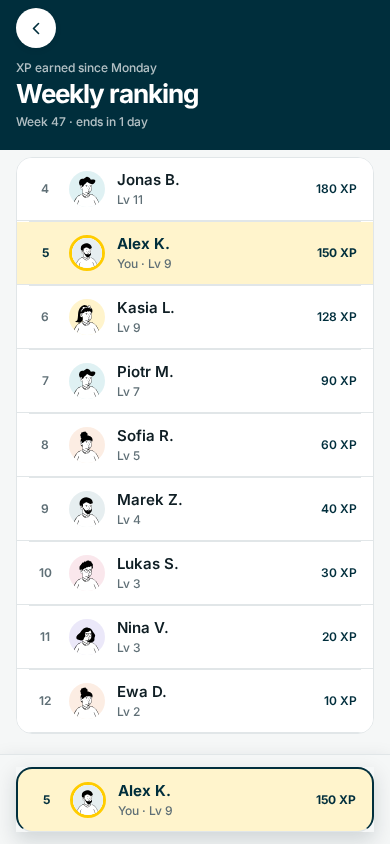 XP earned since Monday
Weekly ranking
Week 47 · ends in 1 day
4 Jonas B. 180 XP
Lv 11
5 Alex K. 150 XP
You · Lv 9
6 Kasia L. 128 XP
Lv 9
7 Piotr M. 90 XP
Lv 7
8 Sofia R. 60 XP
Lv 5
9 Marek Z. 40 XP
Lv 4
10 Lukas S. 30 XP
Lv 3
11 Nina V. 20 XP
Lv 3
12 Ewa D. 10 XP
Lv 2
5 Alex K. 150 XP
You · Lv 9